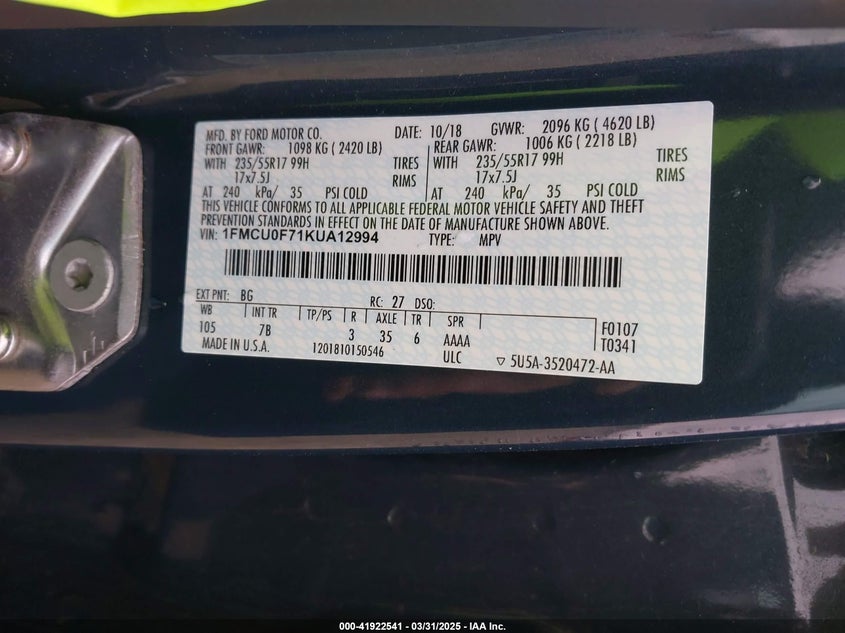 MFD. BY FORD MOTOR CO. DATE: 10/18 GVWR: 2096 KG ( 4620 LB)
FRONT GAWR: 1098 KG ( 2420 LB) REAR GAWR: 1006 KG ( 2218 LB)
WITH 235/55R17 99H TIRES WITH 235/55R17 99H TIRES
17x7.5J RIMS 17x7.5J RIMS
AT 240 kPa/ 35 PSI COLD AT 240 kPa/ 35 PSI COLD
THIS VEHICLE CONFORMS TO ALL APPLICABLE FEDERAL MOTOR VEHICLE SAFETY AND THEFT
PREVENTION STANDARDS IN EFFECT ON THE DATE OF MANUFACTURE SHOWN ABOVE.
VIN: 1FMCU0F71KUA12994 TYPE: MPV
EXT PNT: BG RC: 27 DSO:
WB INT TR TP/PS R AXLE TR SPR F0107
105 7B 3 35 6 AAAA T0341
MADE IN U.S.A. 1201810150546 ULC ▽ 5U5A-3520472-AA
000-41922541 / 03/31/2025 - IAA Inc.